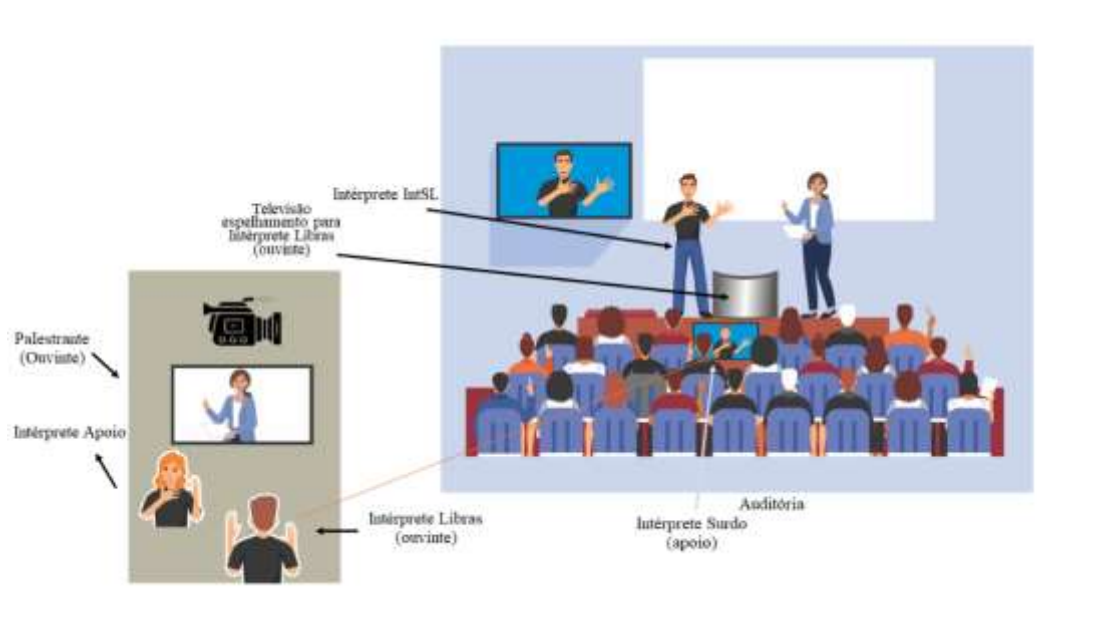 Intérprete IntSL
Televisão
espelhamento para
Intérprete Libras
(ouvinte)
Palestrante
(Ouvinte)
Intérprete Apoio
Intérprete Libras
(ouvinte)
Auditória
Intérprete Surdo
(apoio)